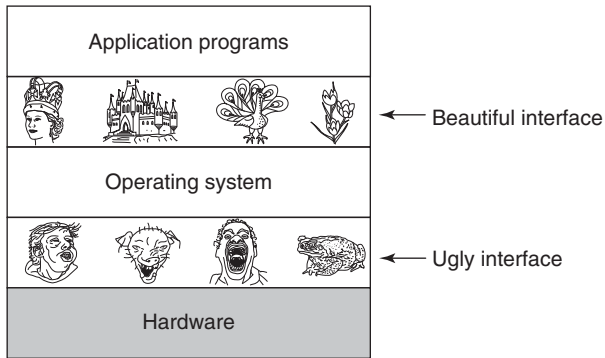 Application programs
Beautiful interface
Operating system
Ugly interface
Hardware